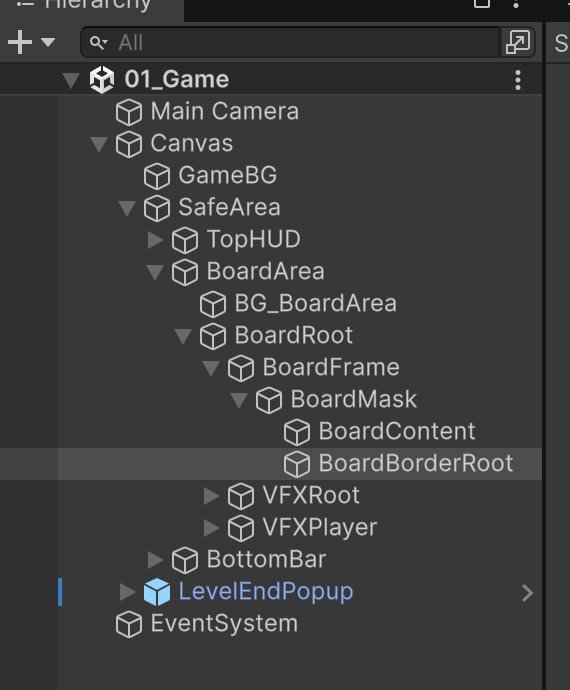 Hierarchy
All
S
01_Game
Main Camera
Canvas
GameBG
SafeArea
TopHUD
BoardArea
BG_BoardArea
BoardRoot
BoardFrame
BoardMask
BoardContent
BoardBorderRoot
VFXRoot
VFXPlayer
BottomBar
LevelEndPopup
EventSystem